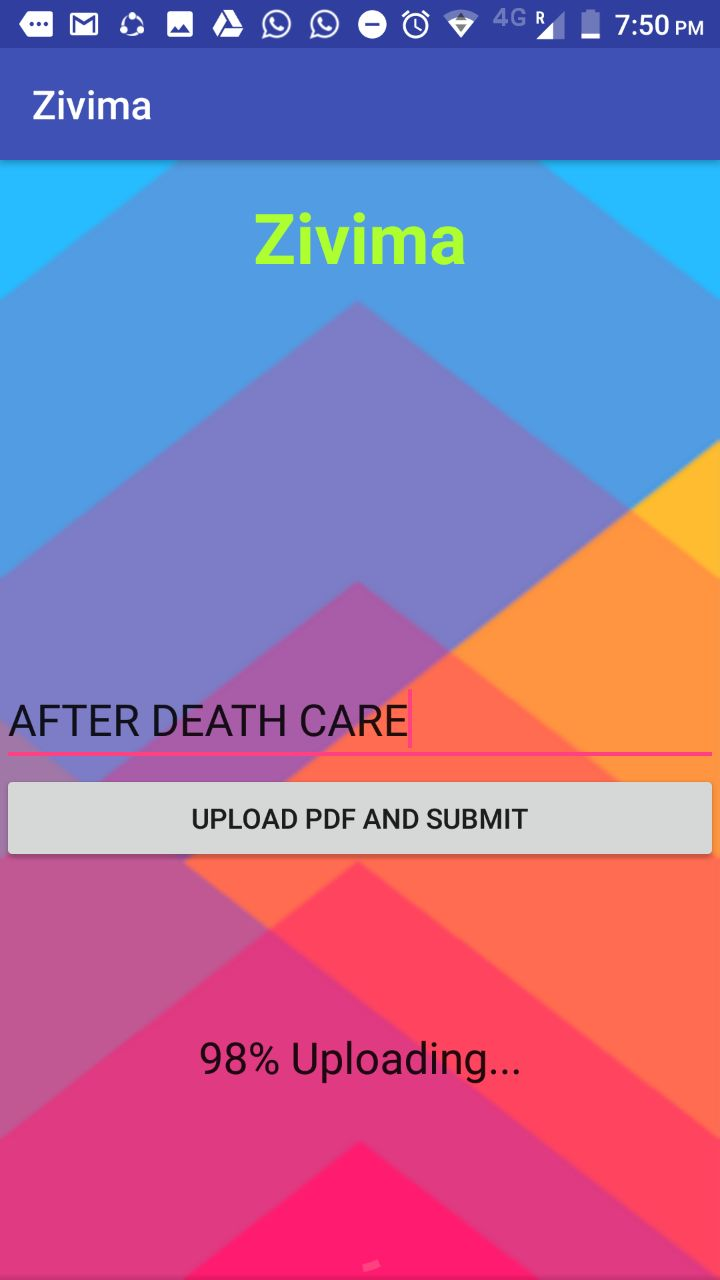 4G R 7:50 PM
Zivima
Zivima
AFTER DEATH CARE
UPLOAD PDF AND SUBMIT
98% Uploading...